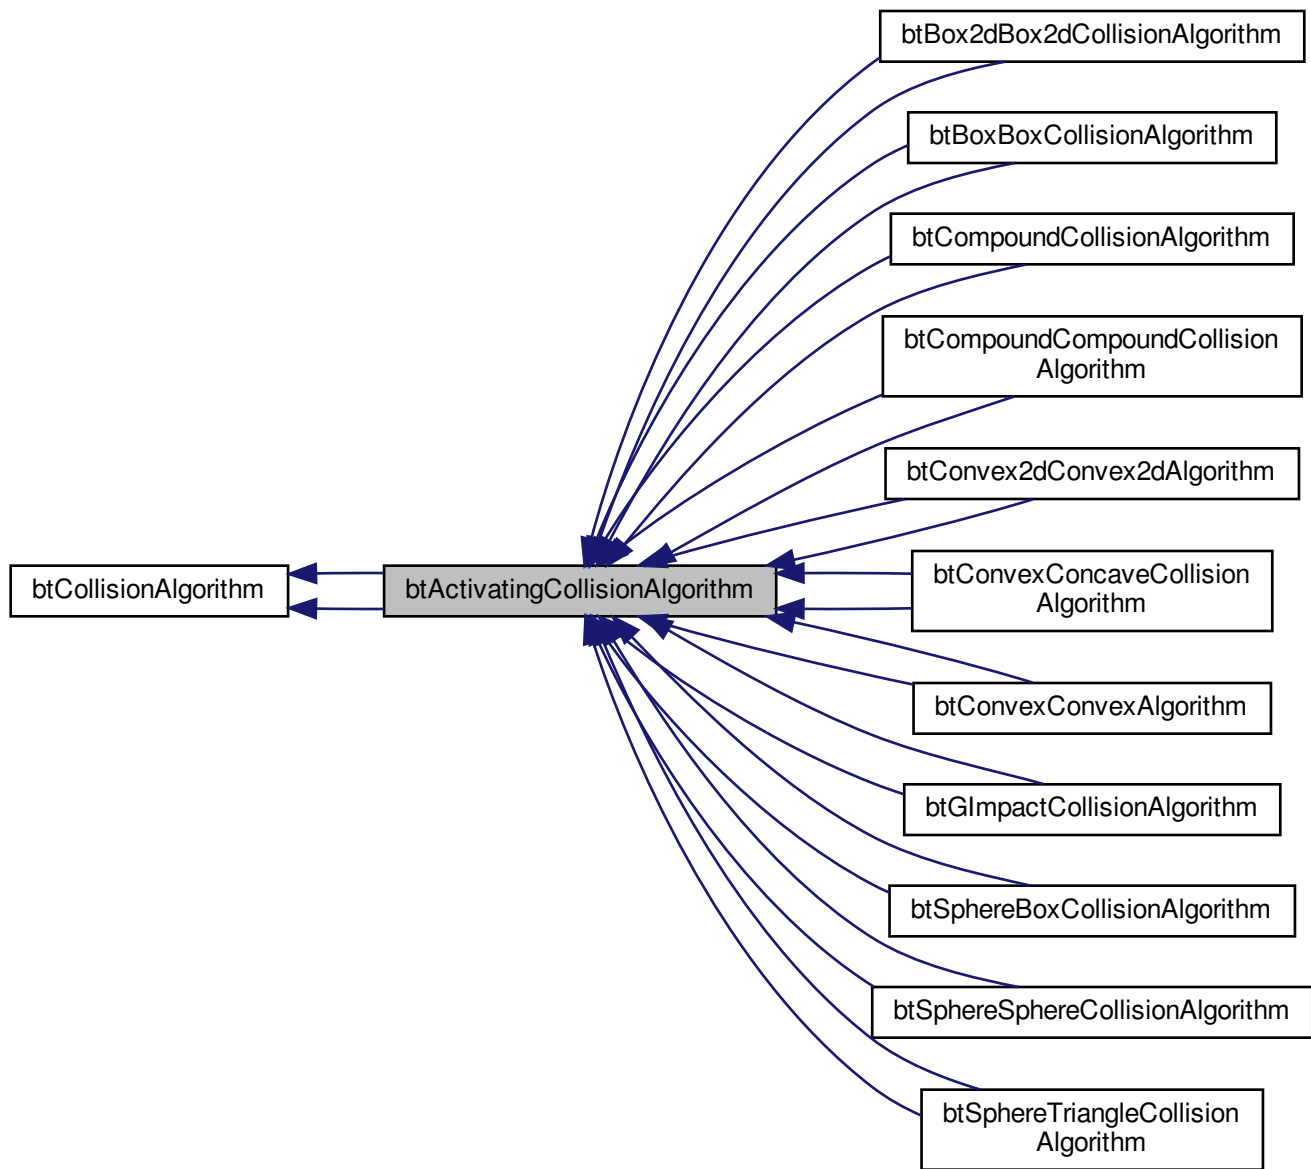 btBox2dBox2dCollisionAlgorithm
btBoxBoxCollisionAlgorithm
btCompoundCollisionAlgorithm
btCompoundCompoundCollision
Algorithm
btConvex2dConvex2dAlgorithm
btCollisionAlgorithm
btActivatingCollisionAlgorithm
btConvexConcaveCollision
Algorithm
btConvexConvexAlgorithm
btGImpactCollisionAlgorithm
btSphereBoxCollisionAlgorithm
btSphereSphereCollisionAlgorithm
btSphereTriangleCollision
Algorithm